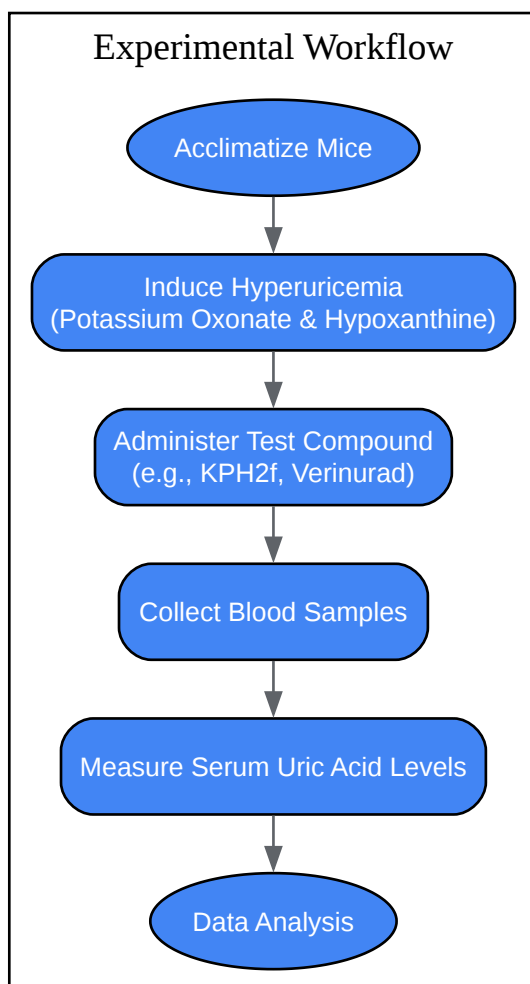 Experimental Workflow
Acclimatize Mice
Induce Hyperuricemia
(Potassium Oxonate & Hypoxanthine)
Administer Test Compound
(e.g., KPH2f, Verinurad)
Collect Blood Samples
Measure Serum Uric Acid Levels
Data Analysis